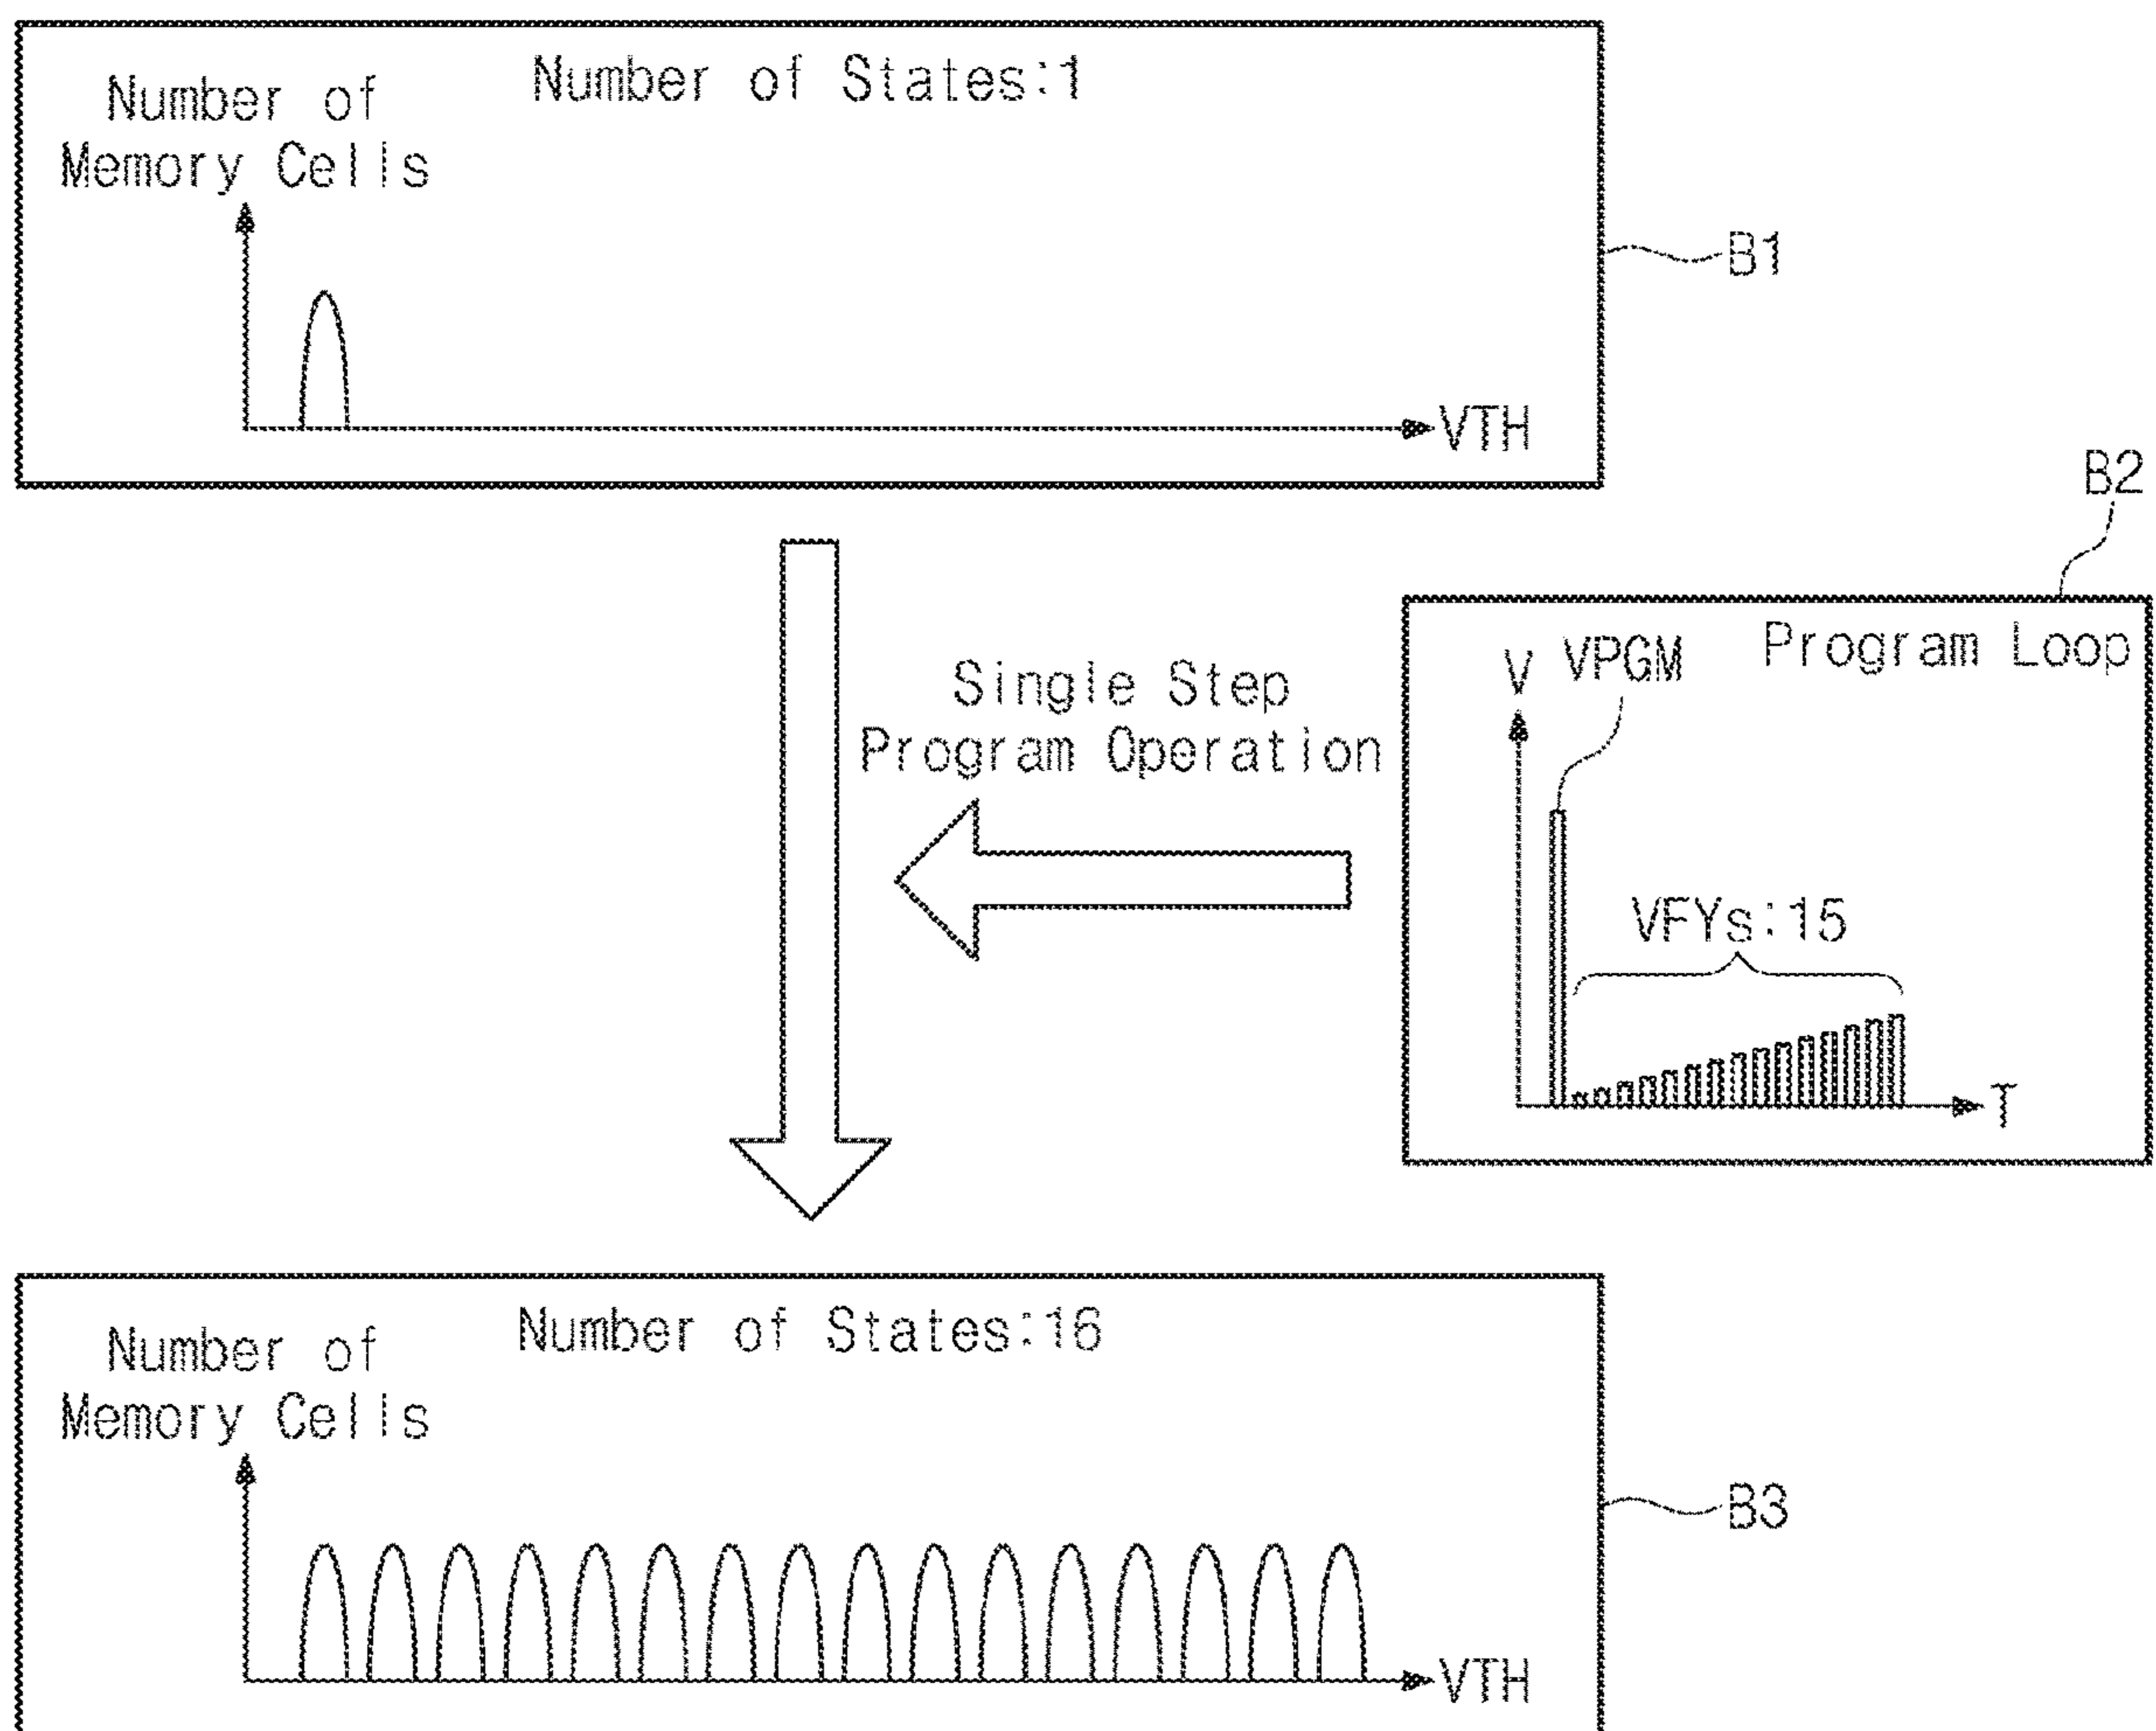 Number of States:1
Number of
Memory Cells
VTH
B1
B2
Program Loop
V
VPGM
VFYs:15
T
Single Step
Program Operation
Number of States:16
Number of
Memory Cells
VTH
B3